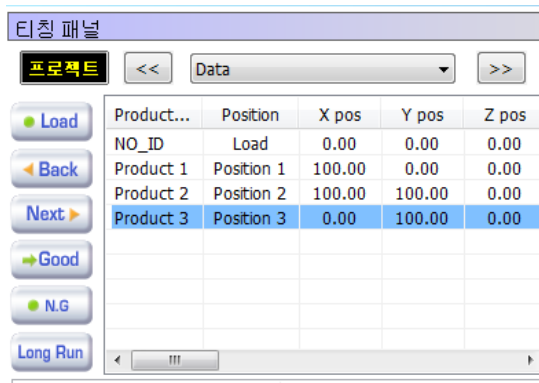 티칭 패널
프로젝트 << Data >>
Load
Back
Next
Good
N.G
Long Run
Product... Position X pos Y pos Z pos
NO_ID Load 0.00 0.00 0.00
Product 1 Position 1 100.00 0.00 0.00
Product 2 Position 2 100.00 100.00 0.00
Product 3 Position 3 0.00 100.00 0.00